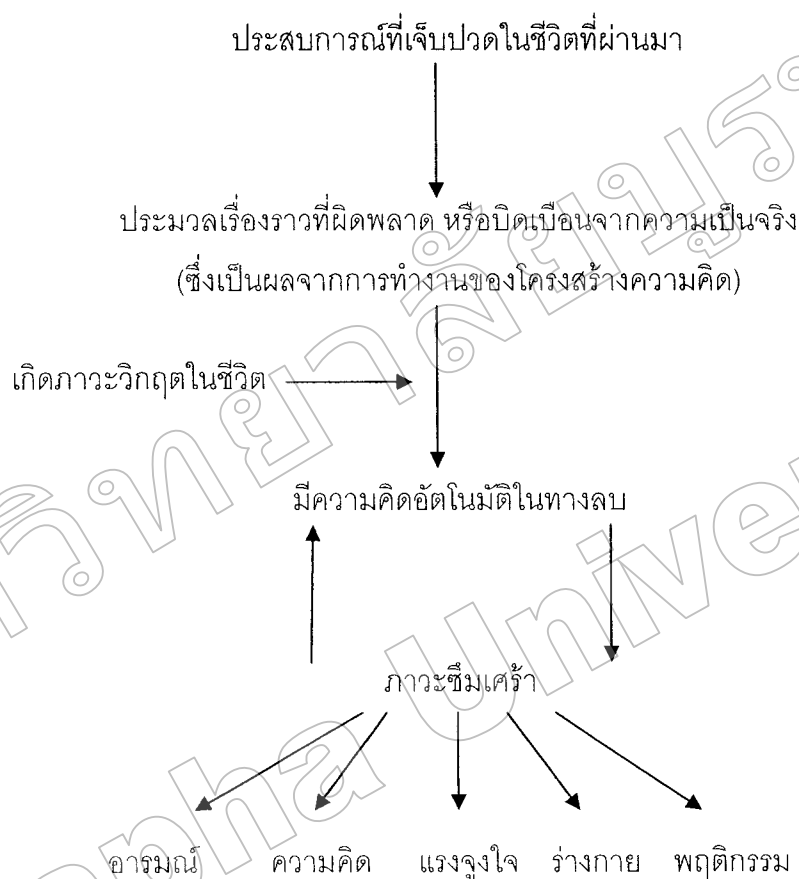 ประสบการณ์ที่เจ็บปวดในชีวิตที่ผ่านมา
ประมวลเรื่องราวที่ผิดพลาด หรือบิดเบือนจากความเป็นจริง
(ซึ่งเป็นผลจากการทำงานของโครงสร้างความคิด)
เกิดภาวะวิกฤตในชีวิต
มีความคิดอัตโนมัติในทางลบ
ภาวะซึมเศร้า
อารมณ์ ความคิด แรงจูงใจ ร่างกาย พฤติกรรม